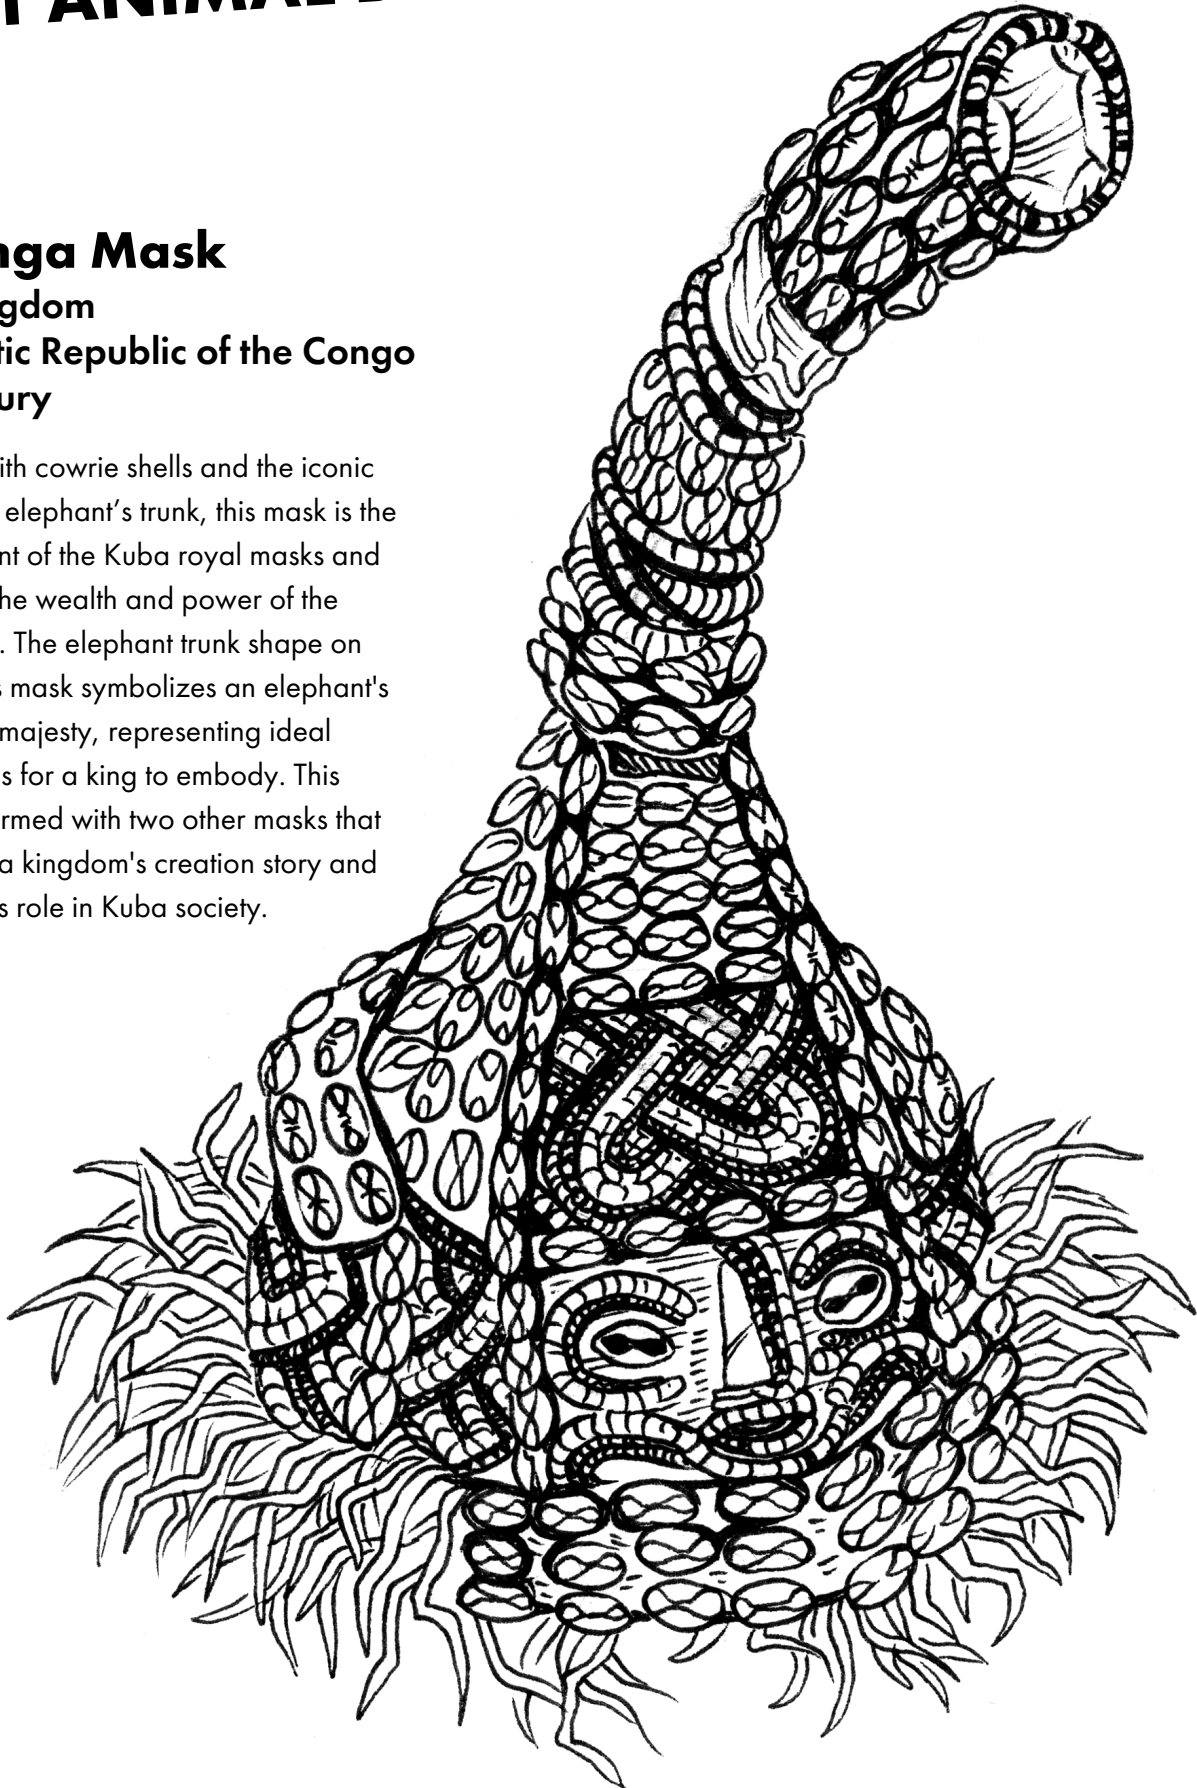 ANIMAL
nga Mask
gdom
tic Republic of the Congo
ury
ith cowrie shells and the iconic
elephant’s trunk, this mask is the
nt of the Kuba royal masks and
he wealth and power of the
. The elephant trunk shape on
s mask symbolizes an elephant's
majesty, representing ideal
s for a king to embody. This
rmed with two other masks that
a kingdom's creation story and
s role in Kuba society.